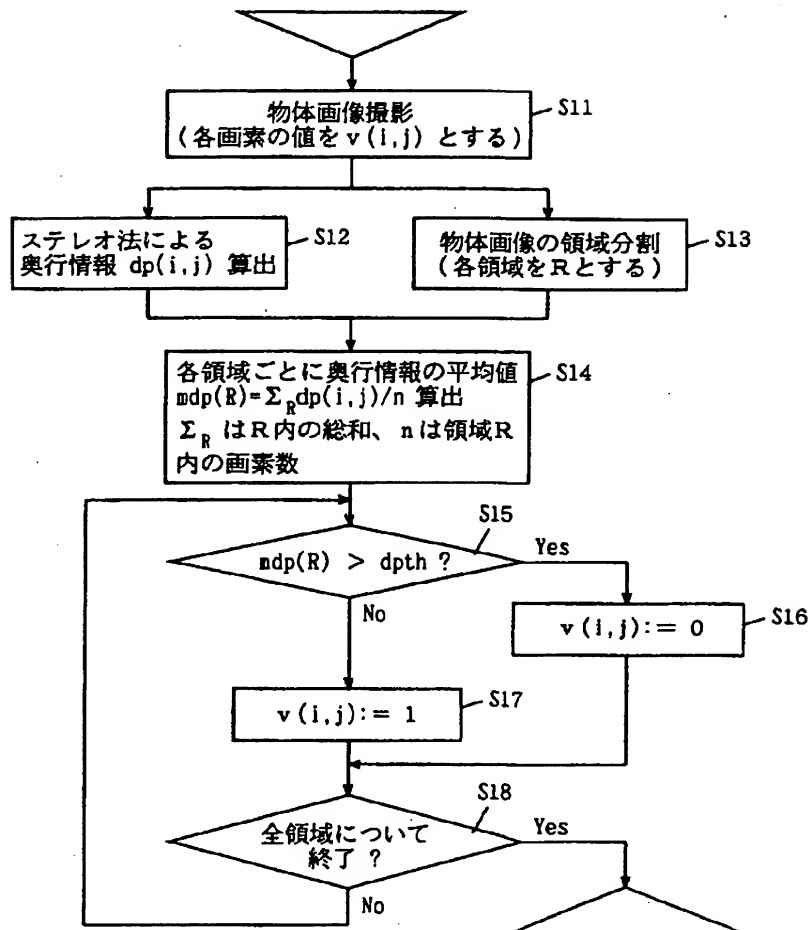 物体画像撮影
(各画素の値をv(i,j) とする)
S11
ステレオ法による
奥行情報 dp(i,j) 算出
S12
物体画像の領域分割
(各領域をRとする)
S13
各領域ごとに奥行情報の平均値
mdp(R)=Σ_R dp(i,j)/n 算出
Σ_R はR内の総和、nは領域R
内の画素数
S14
S15
mdp(R) > dpth ?
Yes
No
v(i,j):= 0
S16
v(i,j):= 1
S17
S18
全領域について
終了 ?
Yes
No